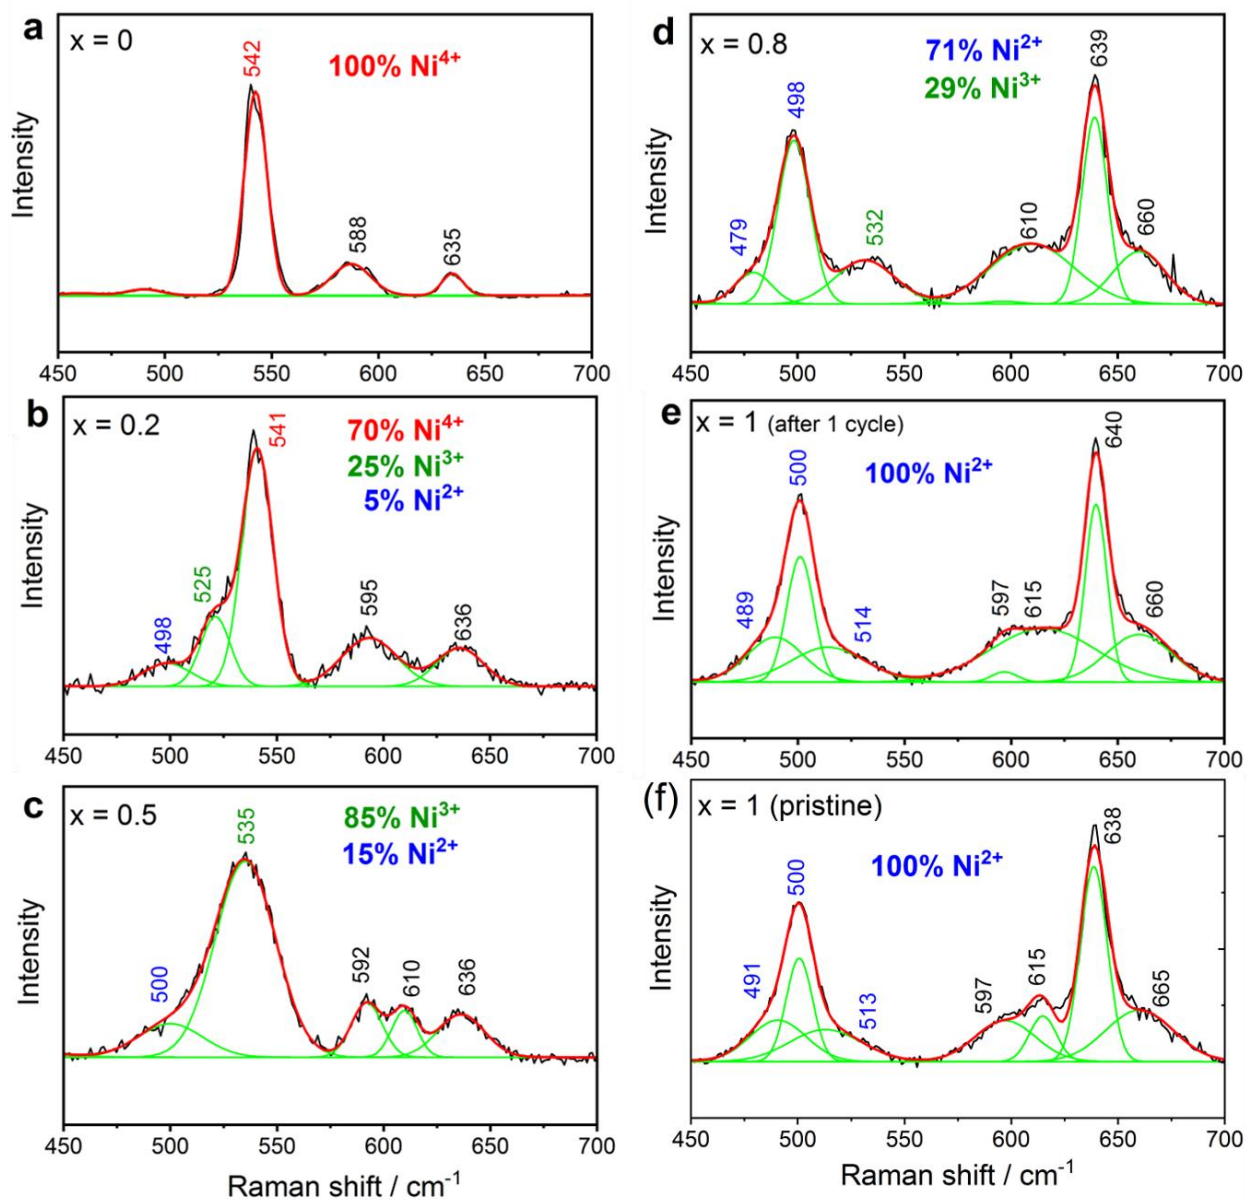 a
x = 0
100% Ni⁴⁺
542
588
635
Intensity
450 500 550 600 650 700
b
x = 0.2
70% Ni⁴⁺
25% Ni³⁺
5% Ni²⁺
498
525
541
595
636
Intensity
450 500 550 600 650 700
c
x = 0.5
85% Ni³⁺
15% Ni²⁺
500
535
592
610
636
Intensity
450 500 550 600 650 700
Raman shift / cm⁻¹
d
x = 0.8
71% Ni²⁺
29% Ni³⁺
479
498
532
610
639
660
Intensity
450 500 550 600 650 700
e
x = 1 (after 1 cycle)
100% Ni²⁺
489
500
514
597
615
640
660
Intensity
450 500 550 600 650 700
(f)
x = 1 (pristine)
100% Ni²⁺
491
500
513
597
615
638
665
Intensity
450 500 550 600 650 700
Raman shift / cm⁻¹